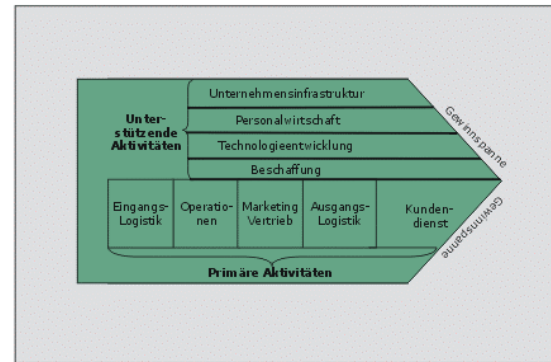 Unternehmensinfrastruktur
Unter-
stützende
Aktivitäten
Personalwirtschaft
Technologieentwicklung
Beschaffung
Gewinnspanne
Eingangs-
Logistik
Operatio-
nen
Marketing
Vertrieb
Ausgangs-
Logistik
Kunden-
dienst
Gewinnspanne
Primäre Aktivitäten